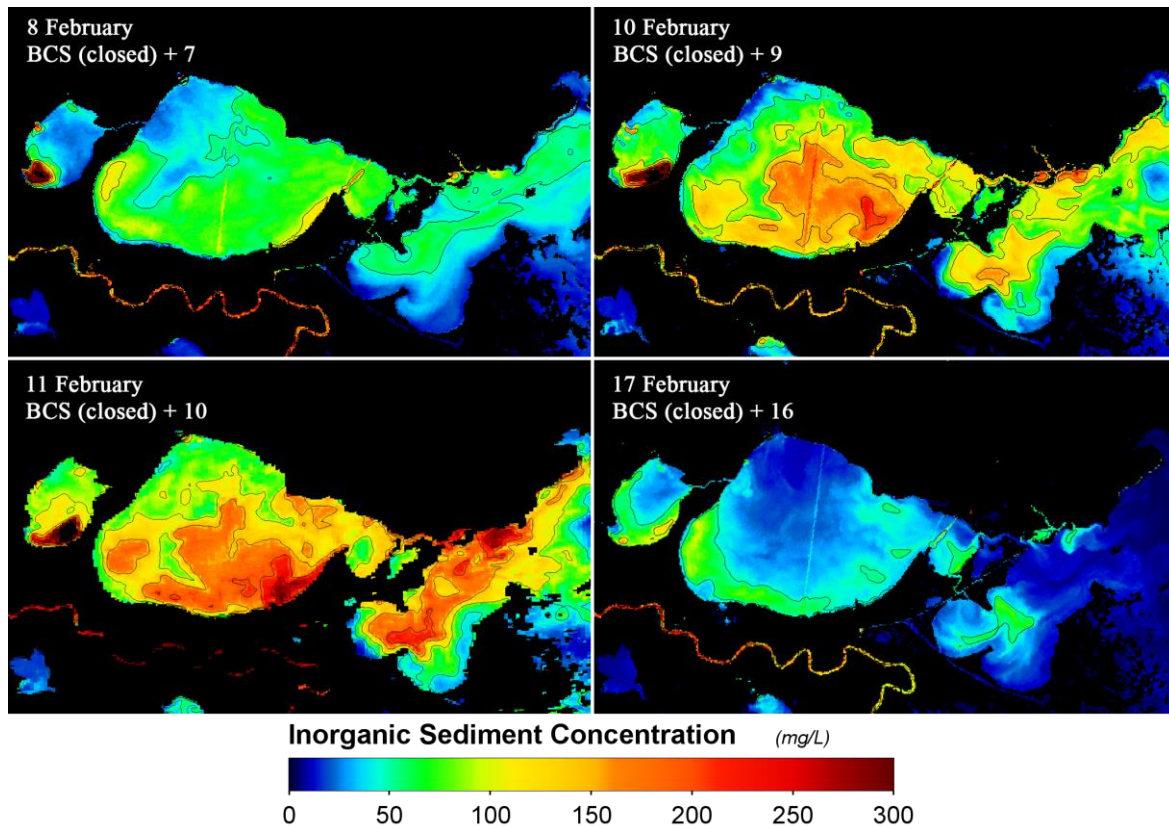 8 February
BCS (closed) + 7
10 February
BCS (closed) + 9
11 February
BCS (closed) + 10
17 February
BCS (closed) + 16
Inorganic Sediment Concentration (mg/L)
0 50 100 150 200 250 300